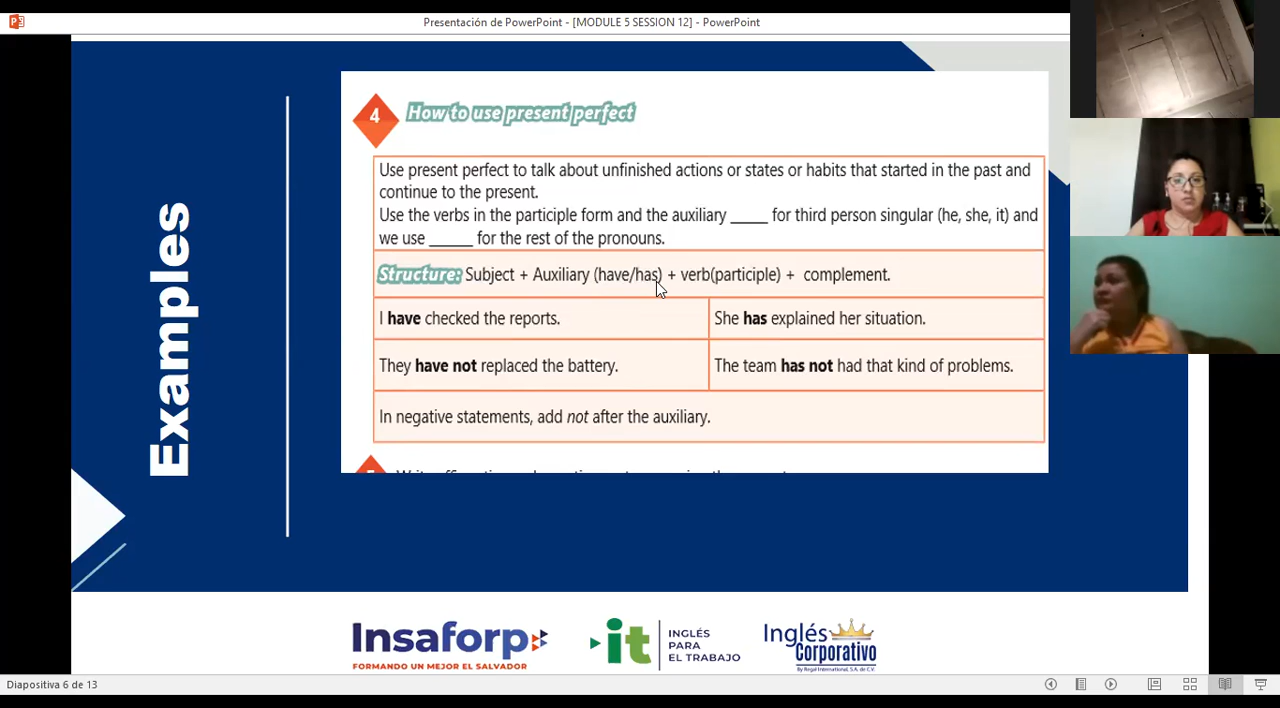 Presentación de PowerPoint - [MODULE 5 SESSION 12] - PowerPoint
Examples
4
How to use present perfect
Use present perfect to talk about unfinished actions or states or habits that started in the past and
continue to the present.
Use the verbs in the participle form and the auxiliary _____ for third person singular (he, she, it) and
we use ______ for the rest of the pronouns.
Structure: Subject + Auxiliary (have/has) + verb(participle) + complement.
I have checked the reports.
She has explained her situation.
They have not replaced the battery.
The team has not had that kind of problems.
In negative statements, add not after the auxiliary.
Insaforp
FORMANDO UN MEJOR EL SALVADOR
it
INGLÉS
PARA
EL TRABAJO
Inglés
Corporativo
By Regal International, S.A. de C.V.
Diapositiva 6 de 13